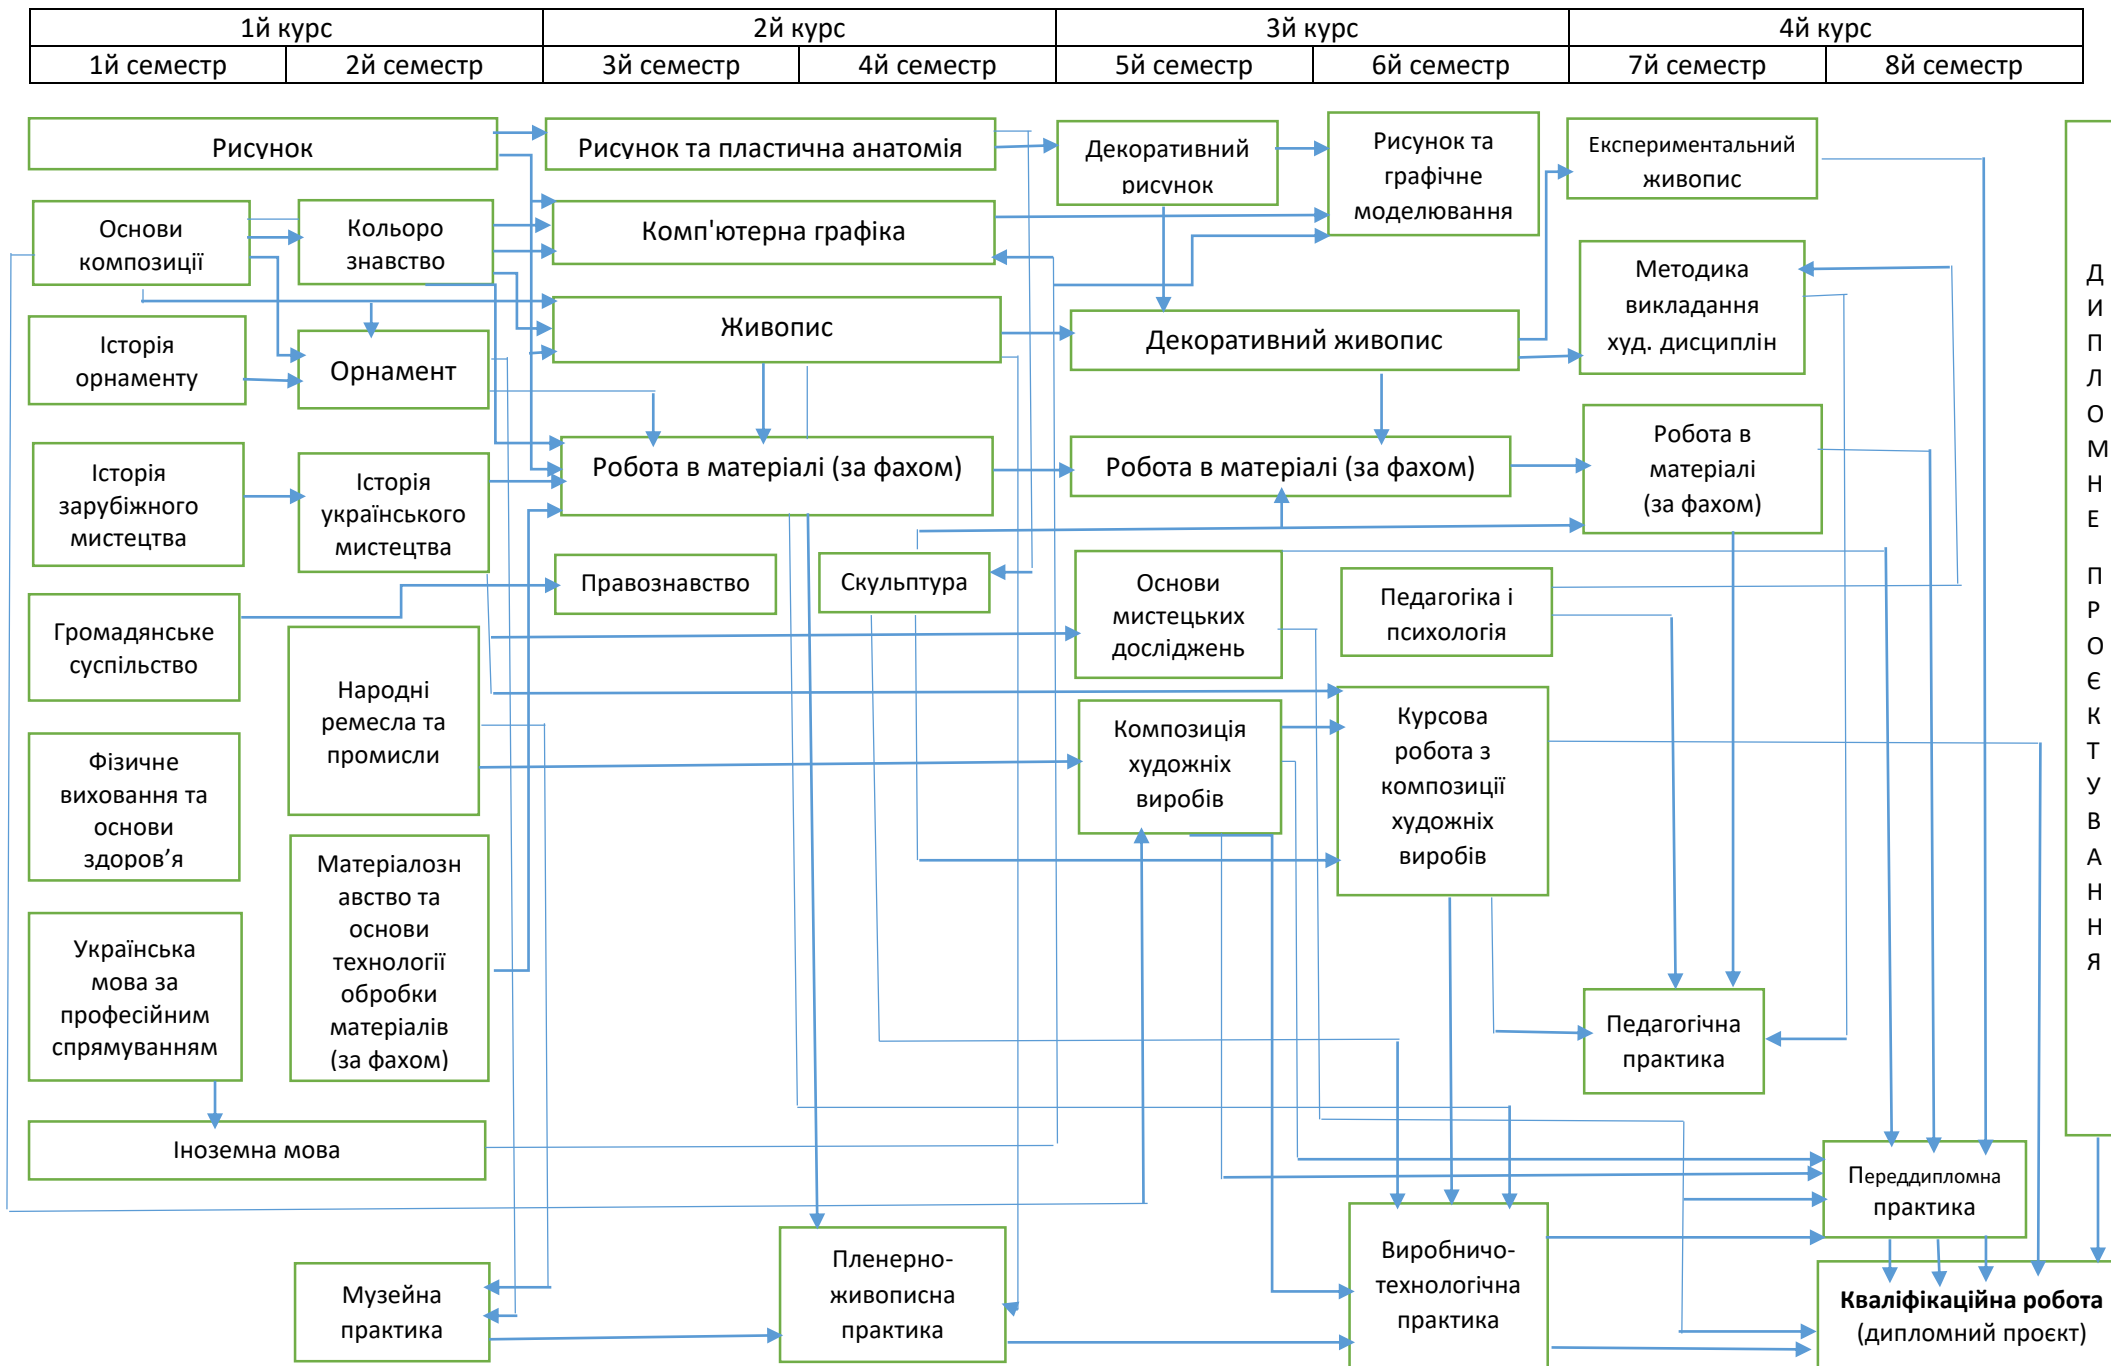 1й курс 2й курс 3й курс 4й курс
1й семестр 2й семестр 3й семестр 4й семестр 5й семестр 6й семестр 7й семестр 8й семестр
Рисунок
Рисунок та пластична анатомія
Декоративний
рисунок
Рисунок та
графічне
моделювання
Експериментальний
живопис
Основи
композиції
Кольоро
знавство
Комп'ютерна графіка
Методика
викладання
худ. дисциплін
Історія
орнаменту
Орнамент
Живопис
Декоративний живопис
Історія
зарубіжного
мистецтва
Історія
українського
мистецтва
Робота в матеріалі (за фахом)
Робота в матеріалі (за фахом)
Робота в
матеріалі
(за фахом)
Громадянське
суспільство
Правознавство
Скульптура
Основи
мистецьких
досліджень
Педагогіка і
психологія
Народні
ремесла та
промисли
Композиція
художніх
виробів
Курсова
робота з
композиції
художніх
виробів
Фізичне
виховання та
основи
здоров’я
Матеріалозн
авство та
основи
технології
обробки
матеріалів
(за фахом)
Українська
мова за
професійним
спрямуванням
Педагогічна
практика
Іноземна мова
Переддипломна
практика
Музейна
практика
Пленерно-
живописна
практика
Виробничо-
технологічна
практика
Кваліфікаційна робота
(дипломний проєкт)
Д
И
П
Л
О
М
Н
Е
П
Р
О
Є
К
Т
У
В
А
Н
Н
Я